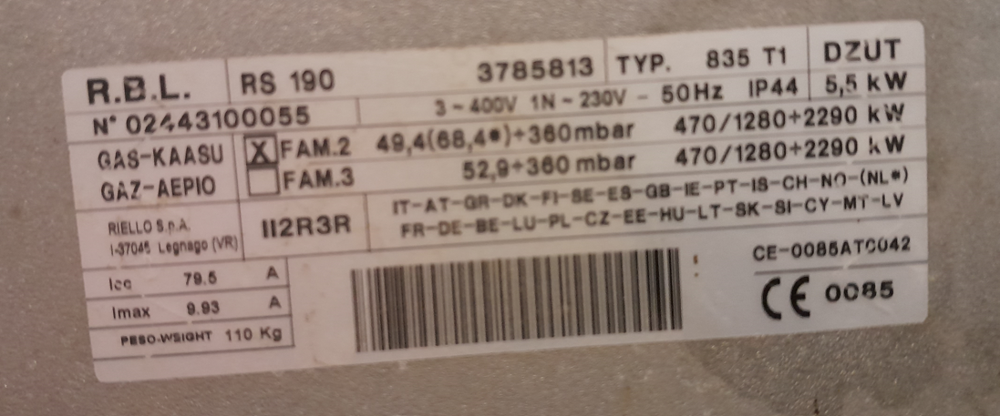 R.B.L. RS 190 3785813 TYP. 835 T1 DZUT
N° 02443100055 3~400V 1N~230V - 50Hz IP44 5,5 kW
GAS-KAASU X FAM.2 49,4(68,4*)÷360mbar 470/1280÷2290 kW
GAZ-AEPIO FAM.3 52,9÷360 mbar 470/1280÷2290 kW
RIELLO S.p.A.
I-37045 Legnago (VR)
II2R3R
IT-AT-GR-DK-FI-SE-ES-GB-IE-PT-IS-CH-NO-(NL*)
FR-DE-BE-LU-PL-CZ-EE-HU-LT-SK-SI-CY-MT-LV
Icc 79.5 A
Imax 9.93 A
PESO-WEIGHT 110 Kg
CE-0085AT0042
CE 0085